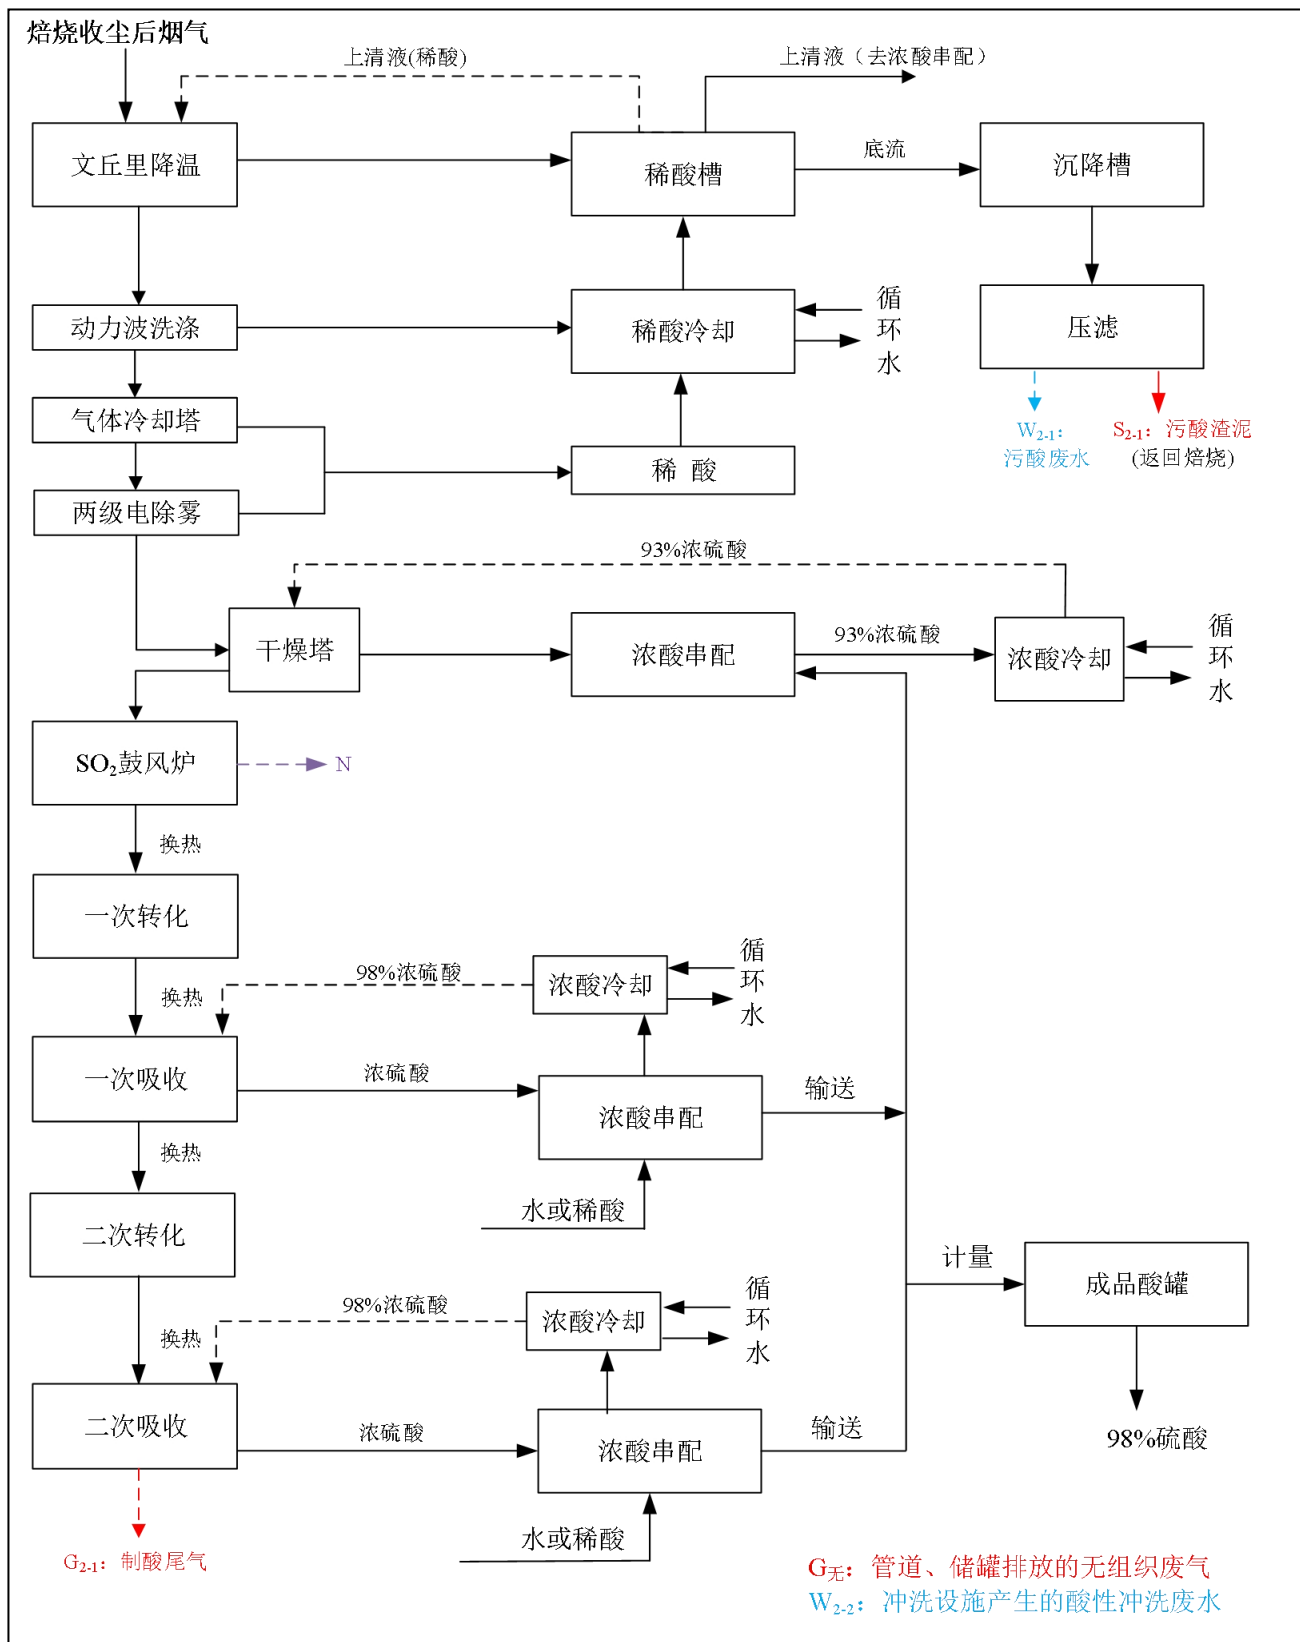 焙烧收尘后烟气
上清液(稀酸)
上清液（去浓酸串配）
文丘里降温
稀酸槽
底流
沉降槽
动力波洗涤
稀酸冷却
循
环
水
压滤
气体冷却塔
W2-1：
污酸废水
S2-1：污酸渣泥
(返回焙烧)
稀 酸
两级电除雾
93%浓硫酸
干燥塔
浓酸串配
93%浓硫酸
浓酸冷却
循
环
水
SO₂鼓风炉
N
换热
一次转化
98%浓硫酸
浓酸冷却
循
环
水
换热
一次吸收
浓硫酸
浓酸串配
输送
换热
水或稀酸
二次转化
计量
成品酸罐
98%浓硫酸
浓酸冷却
循
环
水
换热
二次吸收
浓硫酸
浓酸串配
输送
98%硫酸
水或稀酸
G2-1：制酸尾气
G无：管道、储罐排放的无组织废气
W2-2：冲洗设施产生的酸性冲洗废水